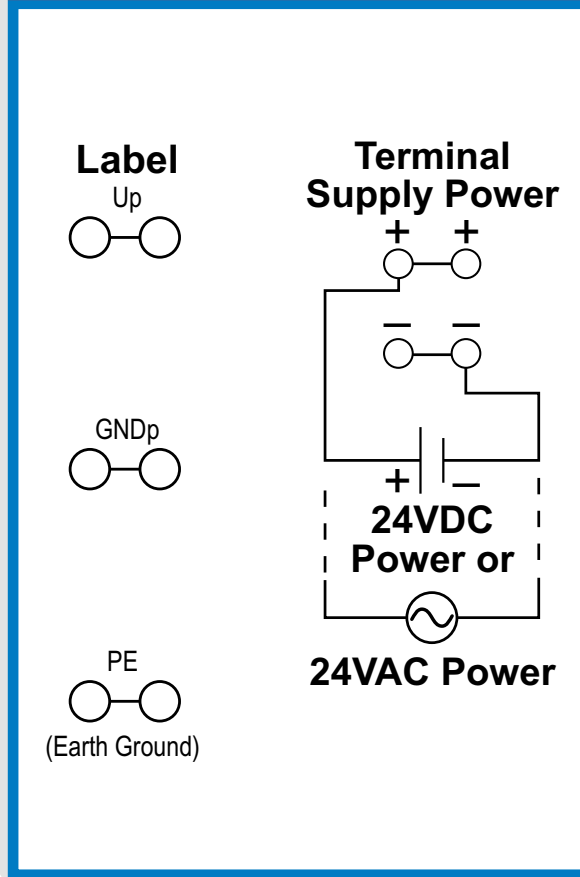 Label
Up
GNDp
PE
(Earth Ground)
Terminal
Supply Power
+ +
− −
+ −
24VDC
Power or
24VAC Power